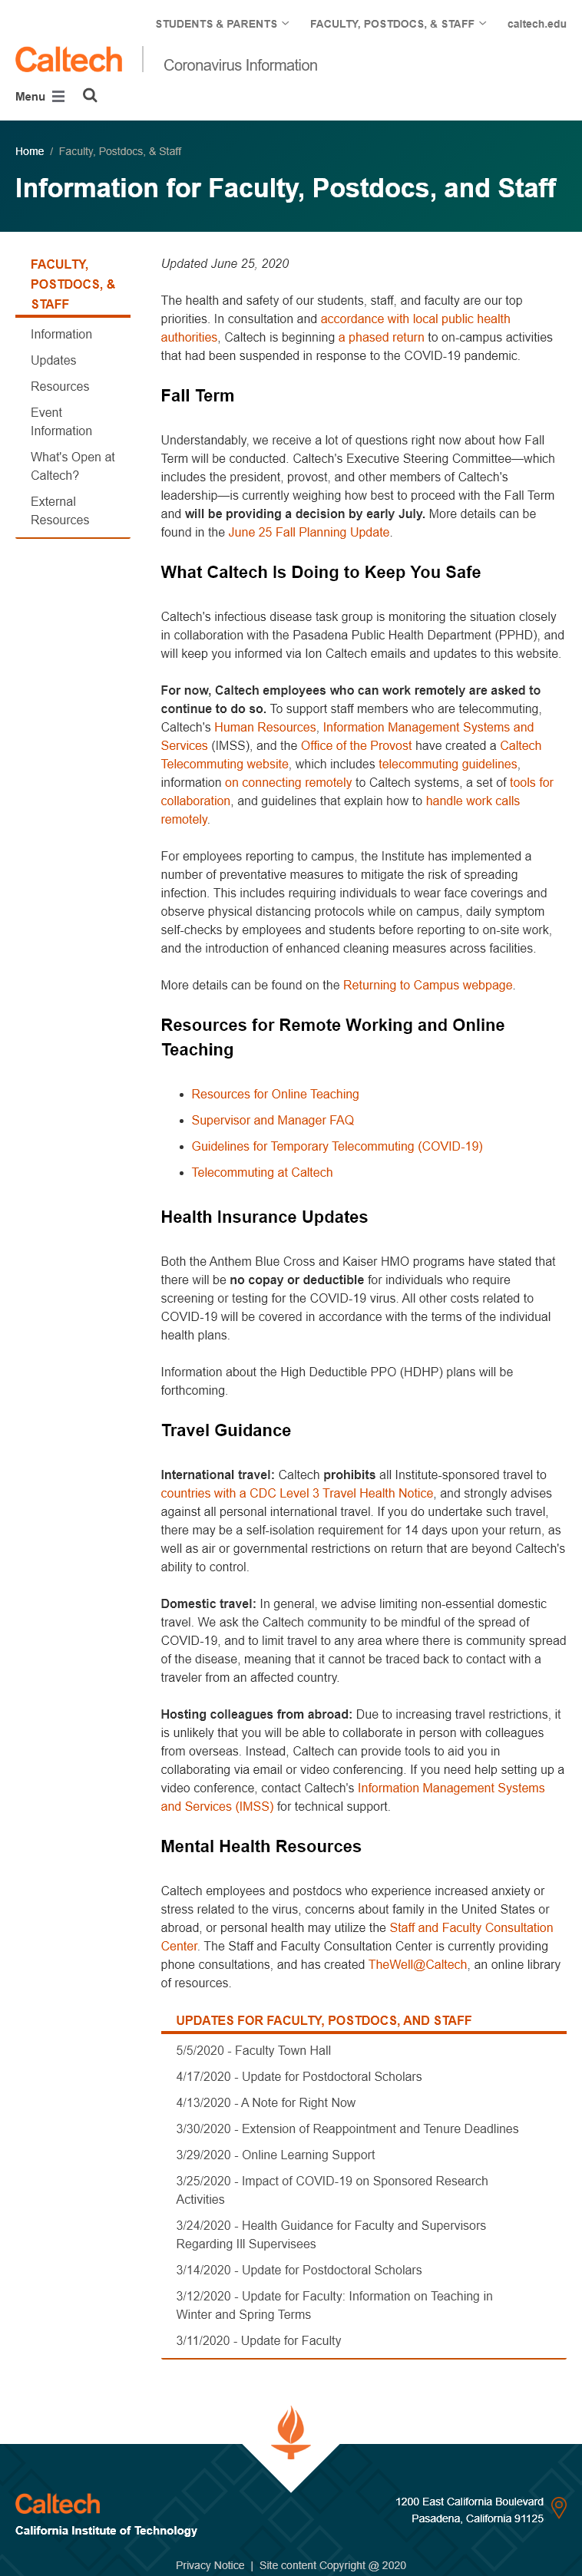 STUDENTS & PARENTS FACULTY, POSTDOCS, & STAFF caltech.edu
Caltech Coronavirus Information
Menu
Home / Faculty, Postdocs, & Staff
Information for Faculty, Postdocs, and Staff
FACULTY,
POSTDOCS, &
STAFF
Information
Updates
Resources
Event
Information
What's Open at
Caltech?
External
Resources
Updated June 25, 2020
The health and safety of our students, staff, and faculty are our top
priorities. In consultation and accordance with local public health
authorities, Caltech is beginning a phased return to on-campus activities
that had been suspended in response to the COVID-19 pandemic.
Fall Term
Understandably, we receive a lot of questions right now about how Fall
Term will be conducted. Caltech's Executive Steering Committee—which
includes the president, provost, and other members of Caltech's
leadership—is currently weighing how best to proceed with the Fall Term
and will be providing a decision by early July. More details can be
found in the June 25 Fall Planning Update.
What Caltech Is Doing to Keep You Safe
Caltech's infectious disease task group is monitoring the situation closely
in collaboration with the Pasadena Public Health Department (PPHD), and
will keep you informed via Ion Caltech emails and updates to this website.
For now, Caltech employees who can work remotely are asked to
continue to do so. To support staff members who are telecommuting,
Caltech's Human Resources, Information Management Systems and
Services (IMSS), and the Office of the Provost have created a Caltech
Telecommuting website, which includes telecommuting guidelines,
information on connecting remotely to Caltech systems, a set of tools for
collaboration, and guidelines that explain how to handle work calls
remotely.
For employees reporting to campus, the Institute has implemented a
number of preventative measures to mitigate the risk of spreading
infection. This includes requiring individuals to wear face coverings and
observe physical distancing protocols while on campus, daily symptom
self-checks by employees and students before reporting to on-site work,
and the introduction of enhanced cleaning measures across facilities.
More details can be found on the Returning to Campus webpage.
Resources for Remote Working and Online
Teaching
• Resources for Online Teaching
• Supervisor and Manager FAQ
• Guidelines for Temporary Telecommuting (COVID-19)
• Telecommuting at Caltech
Health Insurance Updates
Both the Anthem Blue Cross and Kaiser HMO programs have stated that
there will be no copay or deductible for individuals who require
screening or testing for the COVID-19 virus. All other costs related to
COVID-19 will be covered in accordance with the terms of the individual
health plans.
Information about the High Deductible PPO (HDHP) plans will be
forthcoming.
Travel Guidance
International travel: Caltech prohibits all Institute-sponsored travel to
countries with a CDC Level 3 Travel Health Notice, and strongly advises
against all personal international travel. If you do undertake such travel,
there may be a self-isolation requirement for 14 days upon your return, as
well as air or governmental restrictions on return that are beyond Caltech's
ability to control.
Domestic travel: In general, we advise limiting non-essential domestic
travel. We ask the Caltech community to be mindful of the spread of
COVID-19, and to limit travel to any area where there is community spread
of the disease, meaning that it cannot be traced back to contact with a
traveler from an affected country.
Hosting colleagues from abroad: Due to increasing travel restrictions, it
is unlikely that you will be able to collaborate in person with colleagues
from overseas. Instead, Caltech can provide tools to aid you in
collaborating via email or video conferencing. If you need help setting up a
video conference, contact Caltech's Information Management Systems
and Services (IMSS) for technical support.
Mental Health Resources
Caltech employees and postdocs who experience increased anxiety or
stress related to the virus, concerns about family in the United States or
abroad, or personal health may utilize the Staff and Faculty Consultation
Center. The Staff and Faculty Consultation Center is currently providing
phone consultations, and has created TheWell@Caltech, an online library
of resources.
UPDATES FOR FACULTY, POSTDOCS, AND STAFF
5/5/2020 - Faculty Town Hall
4/17/2020 - Update for Postdoctoral Scholars
4/13/2020 - A Note for Right Now
3/30/2020 - Extension of Reappointment and Tenure Deadlines
3/29/2020 - Online Learning Support
3/25/2020 - Impact of COVID-19 on Sponsored Research
Activities
3/24/2020 - Health Guidance for Faculty and Supervisors
Regarding Ill Supervisees
3/14/2020 - Update for Postdoctoral Scholars
3/12/2020 - Update for Faculty: Information on Teaching in
Winter and Spring Terms
3/11/2020 - Update for Faculty
Caltech
California Institute of Technology
1200 East California Boulevard
Pasadena, California 91125
Privacy Notice | Site content Copyright @ 2020